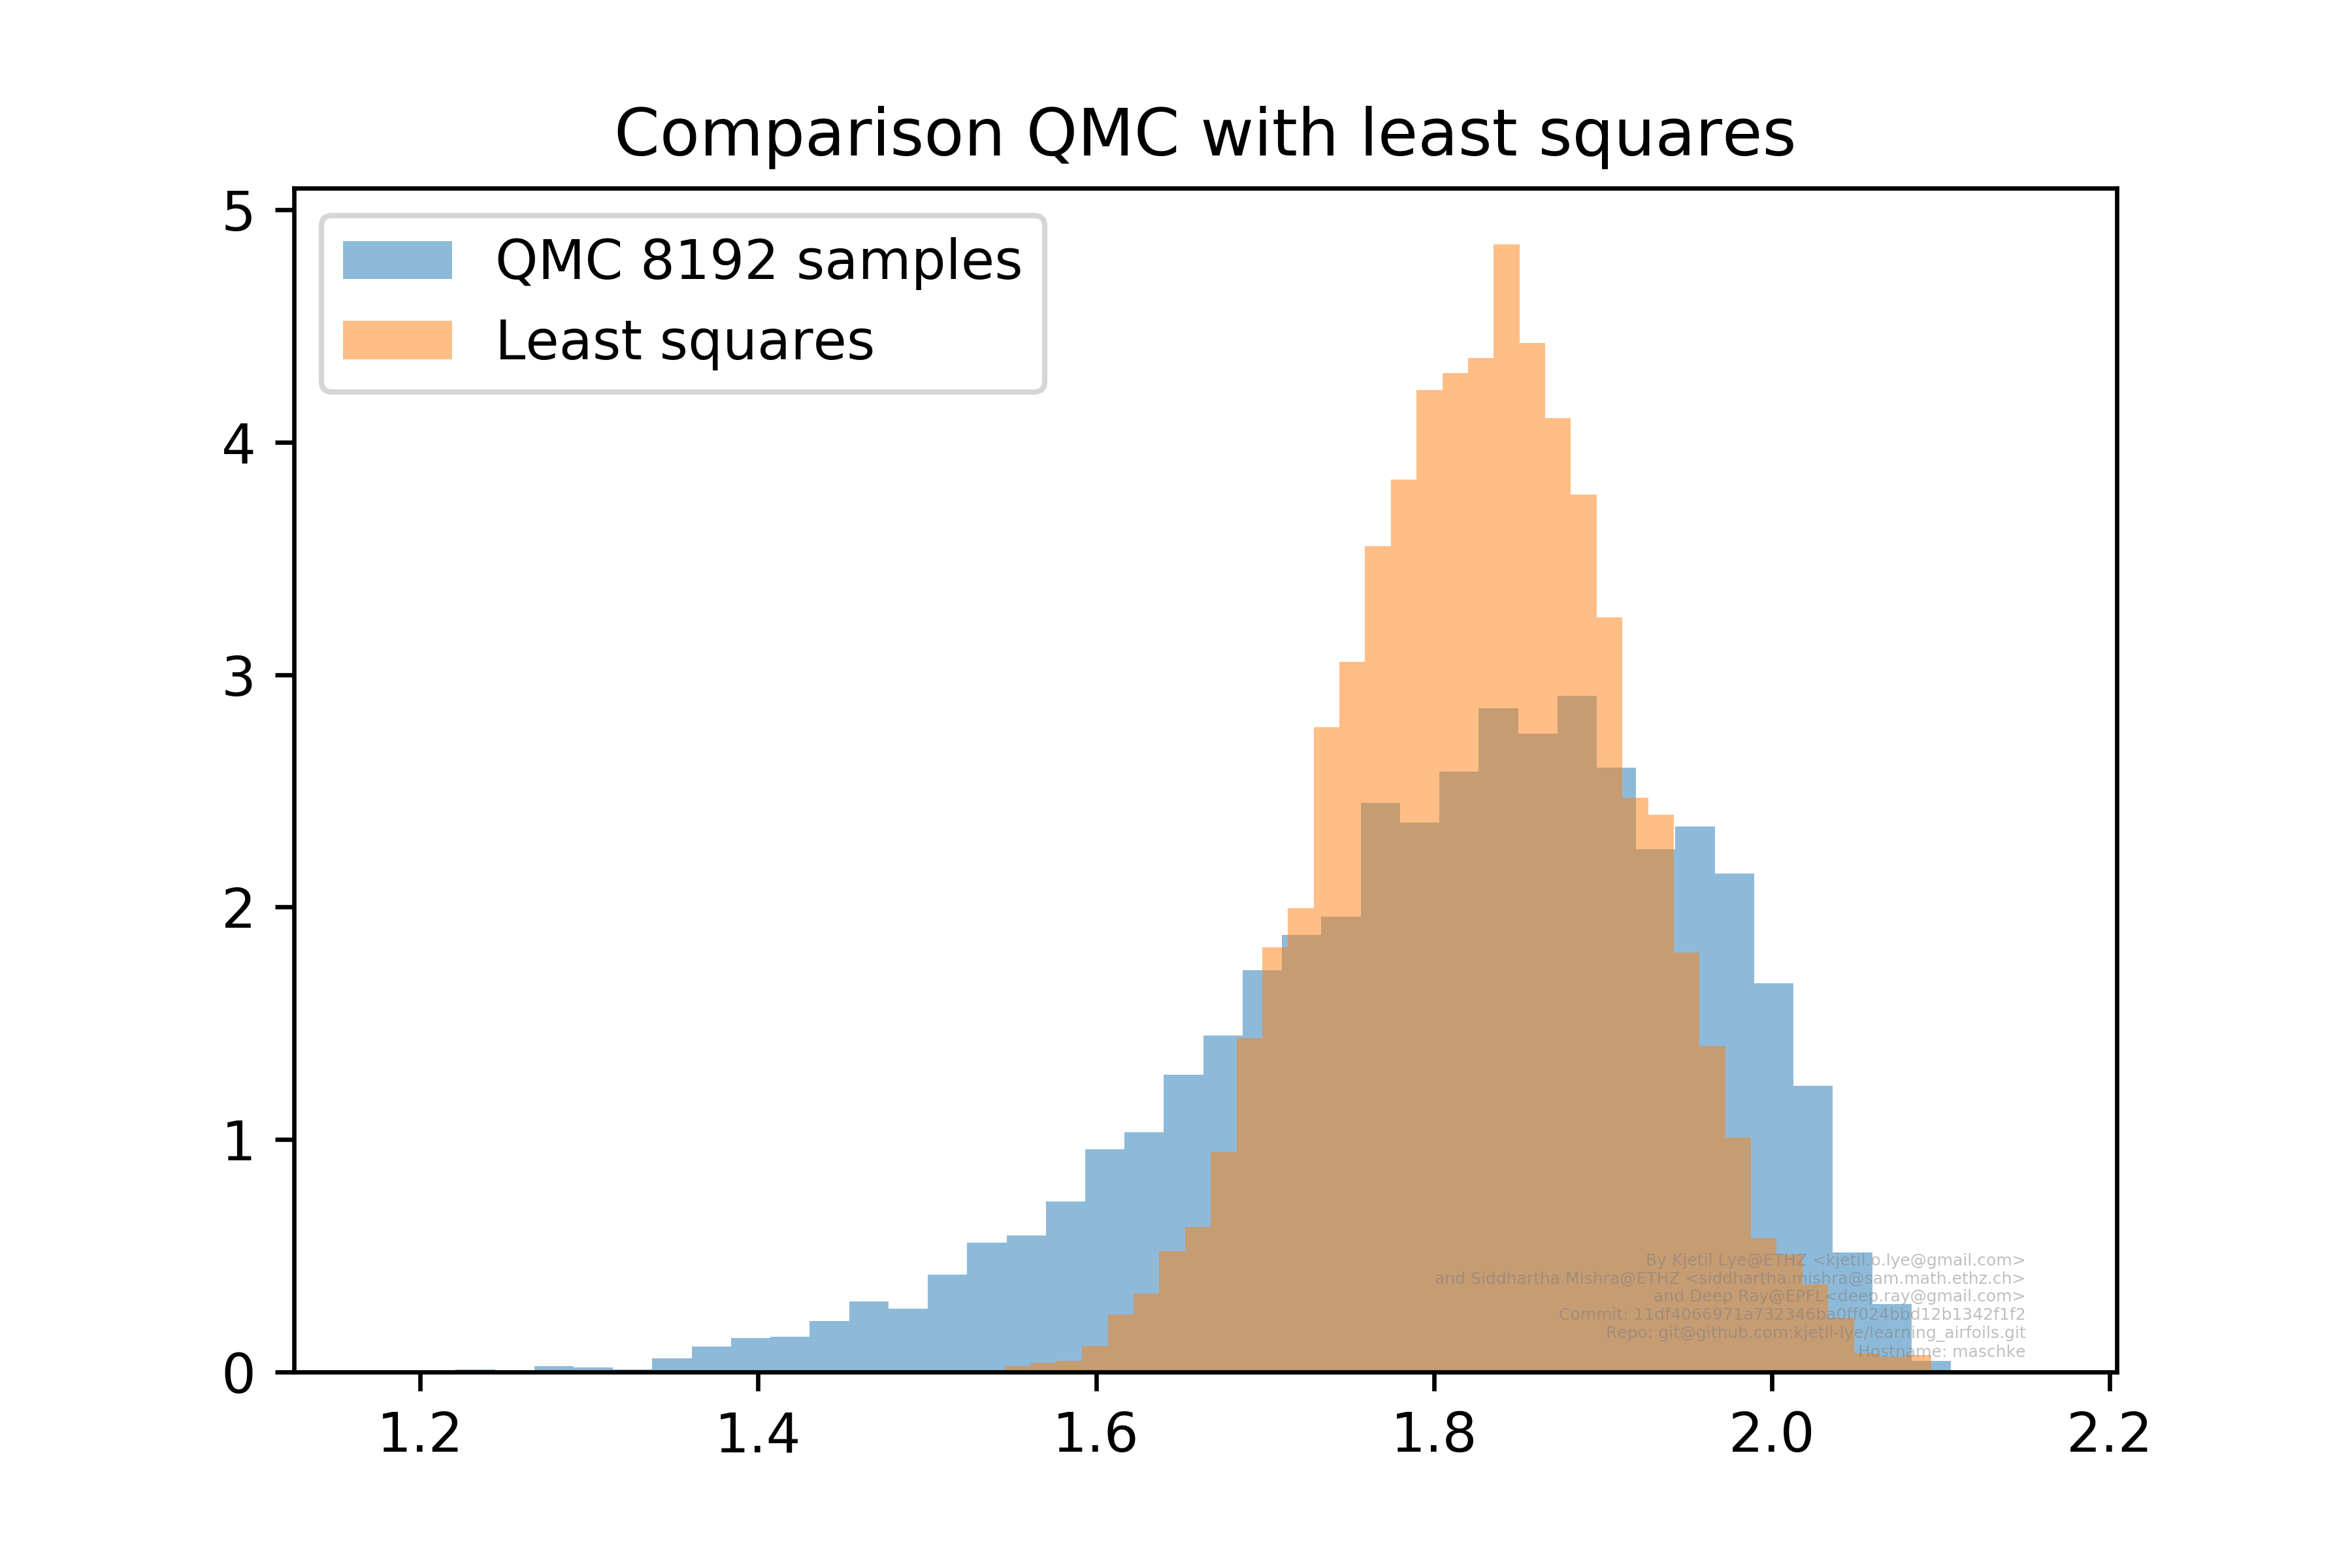 Comparison QMC with least squares
QMC 8192 samples
Least squares
5
4
3
2
1
0
1.2 1.4 1.6 1.8 2.0 2.2
By Kjetil Lye@ETHZ <kjetil.o.lye@gmail.com>
and Siddhartha Mishra@ETHZ <siddhartha.mishra@sam.math.ethz.ch>
and Deep Ray@EPFL<deep.ray@gmail.com>
Commit: 11df4066971a732346ba0ff024bbd12b1342f1f2
Repo: git@github.com:kjetil-lye/learning_airfoils.git
Hostname: maschke